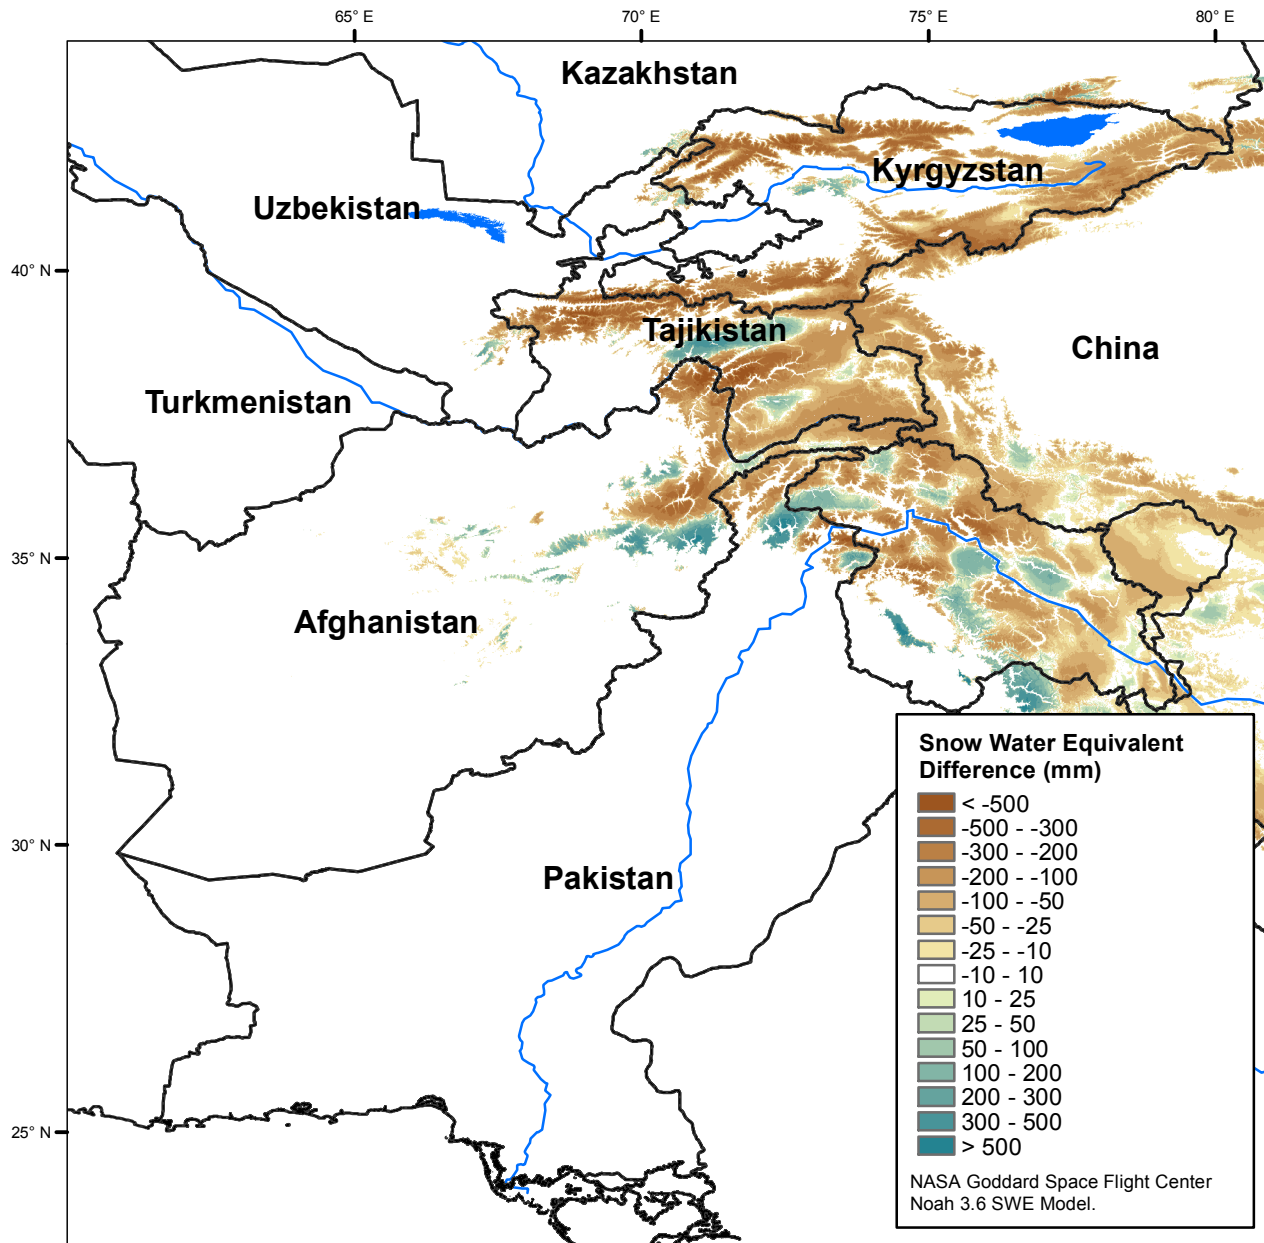 65° E
70° E
75° E
80° E
Kazakhstan
Kyrgyzstan
Uzbekistan
40° N
Tajikistan
China
Turkmenistan
35° N
Afghanistan
Snow Water Equivalent
Difference (mm)
< -500
-500 - -300
-300 - -200
-200 - -100
-100 - -50
-50 - -25
-25 - -10
-10 - 10
10 - 25
25 - 50
50 - 100
100 - 200
200 - 300
300 - 500
> 500
NASA Goddard Space Flight Center
Noah 3.6 SWE Model.
30° N
Pakistan
25° N